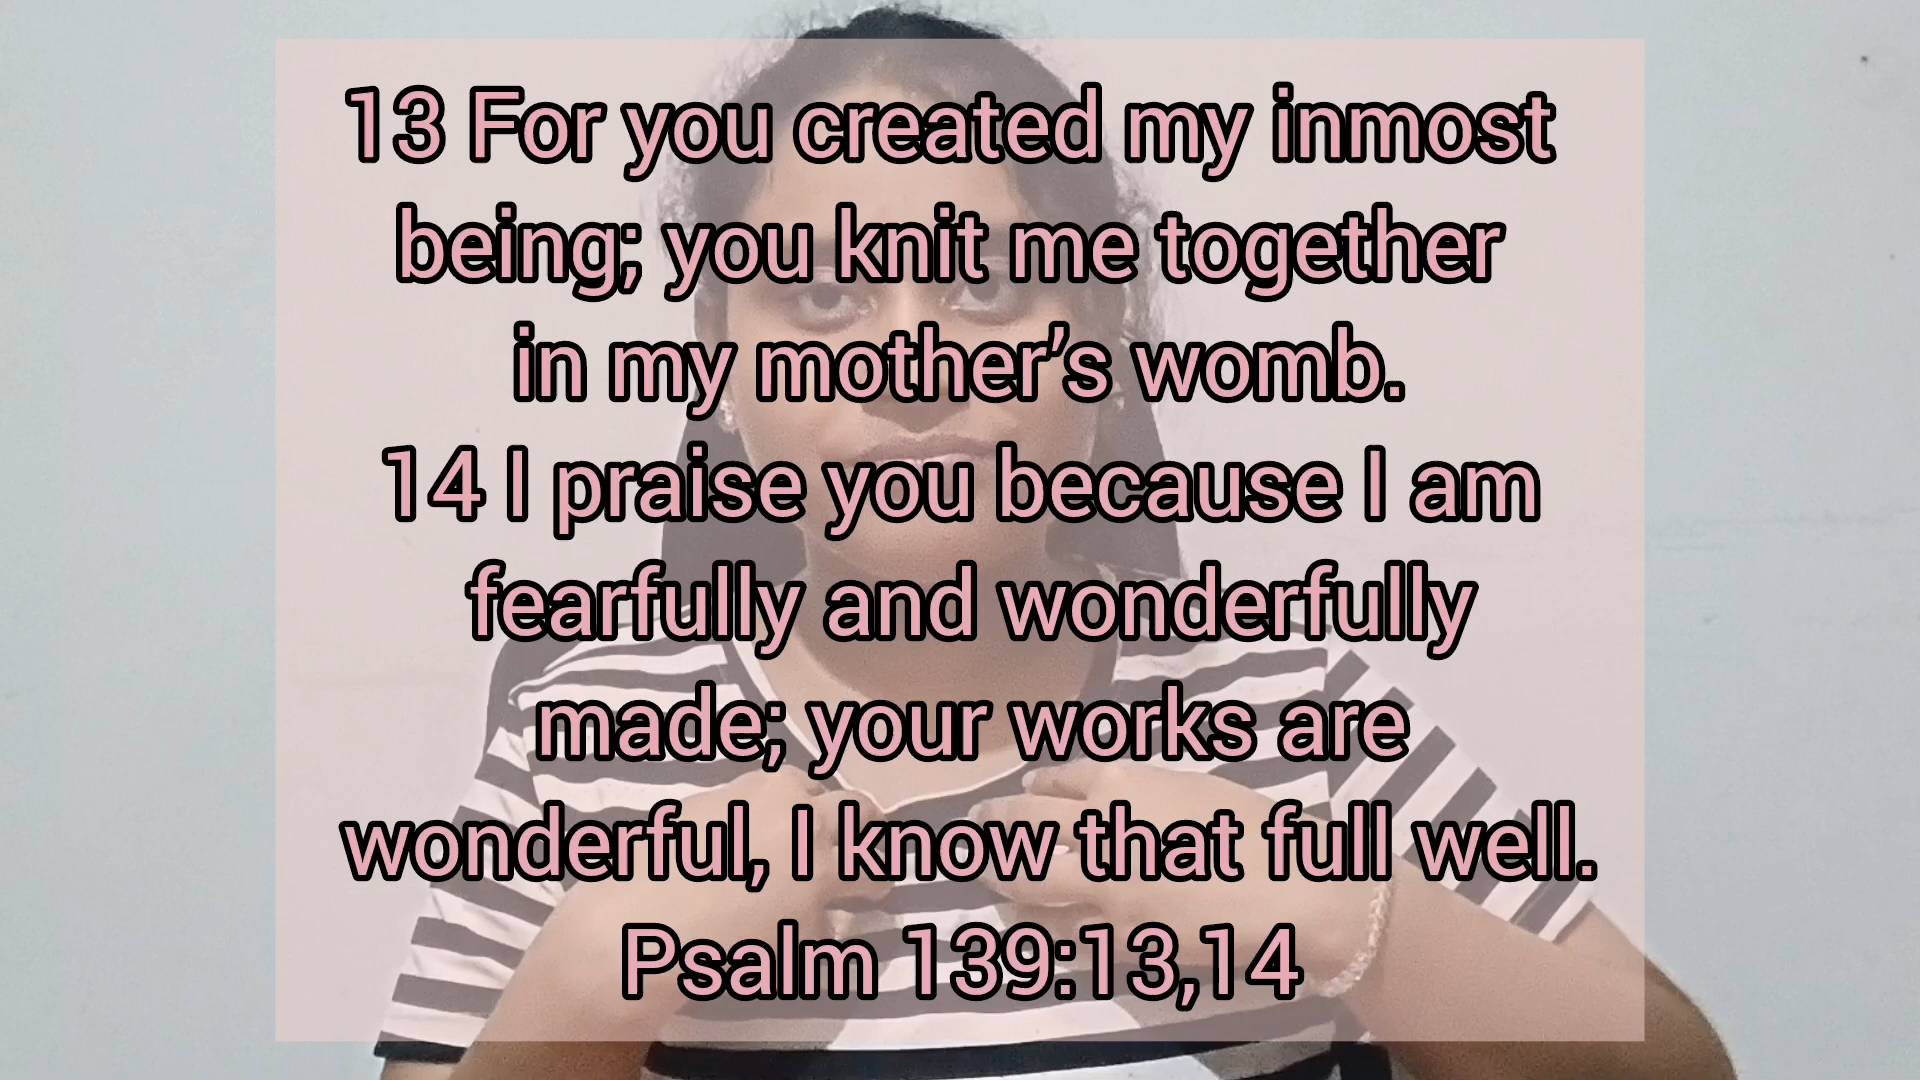 13 For you created my inmost
being; you knit me together
in my mother’s womb.
14 I praise you because I am
fearfully and wonderfully
made; your works are
wonderful, I know that full well.
Psalm 139:13,14